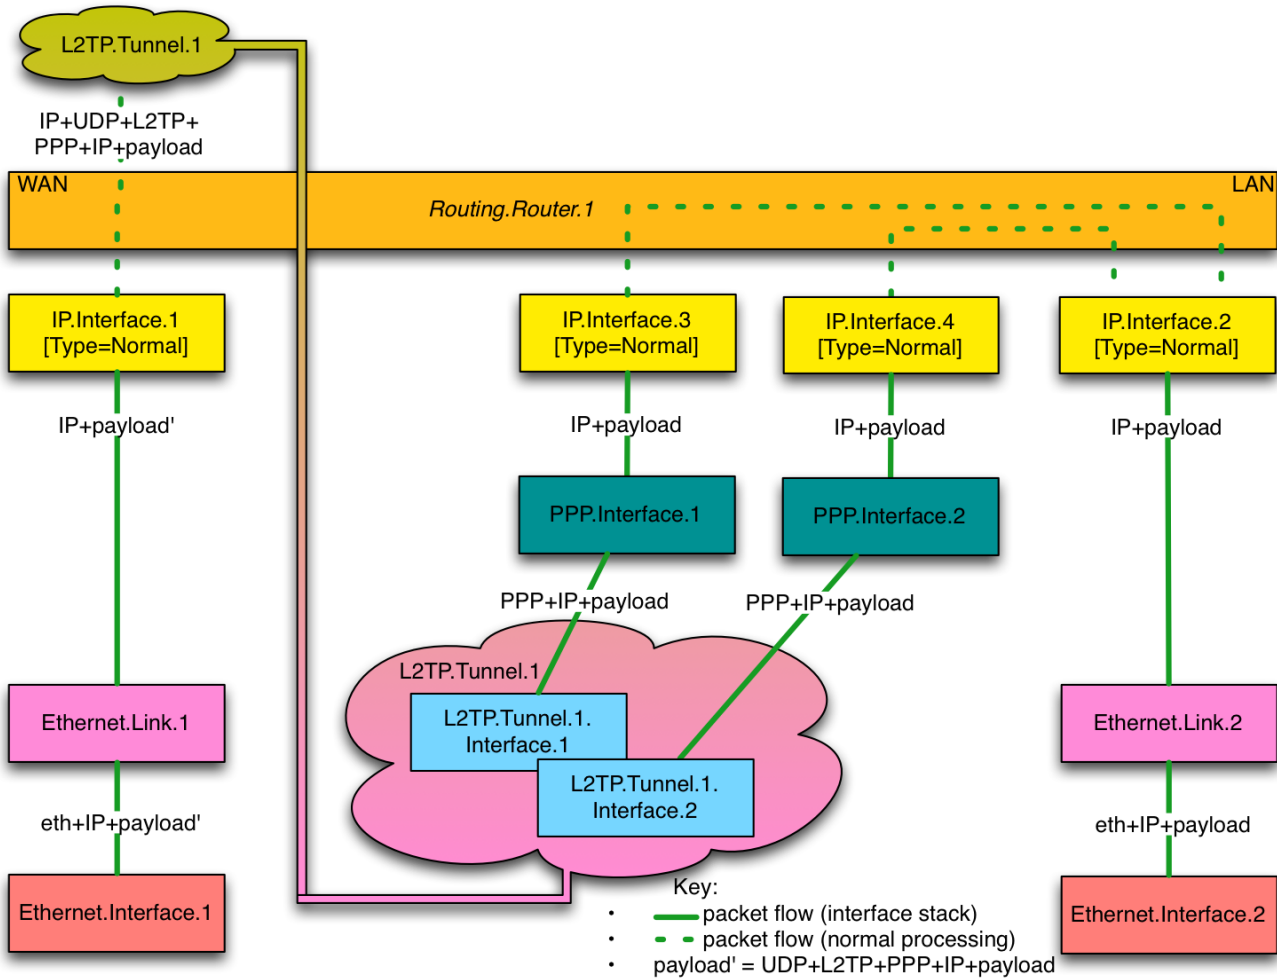 L2TP.Tunnel.1
IP+UDP+L2TP+
PPP+IP+payload
WAN
LAN
Routing.Router.1
IP.Interface.1
[Type=Normal]
IP.Interface.3
[Type=Normal]
IP.Interface.4
[Type=Normal]
IP.Interface.2
[Type=Normal]
IP+payload'
IP+payload
IP+payload
IP+payload
PPP.Interface.1
PPP.Interface.2
PPP+IP+payload
PPP+IP+payload
L2TP.Tunnel.1
L2TP.Tunnel.1.
Interface.1
L2TP.Tunnel.1.
Interface.2
Ethernet.Link.1
Ethernet.Link.2
eth+IP+payload'
eth+IP+payload
Ethernet.Interface.1
Ethernet.Interface.2
Key:
• packet flow (interface stack)
• packet flow (normal processing)
• payload' = UDP+L2TP+PPP+IP+payload